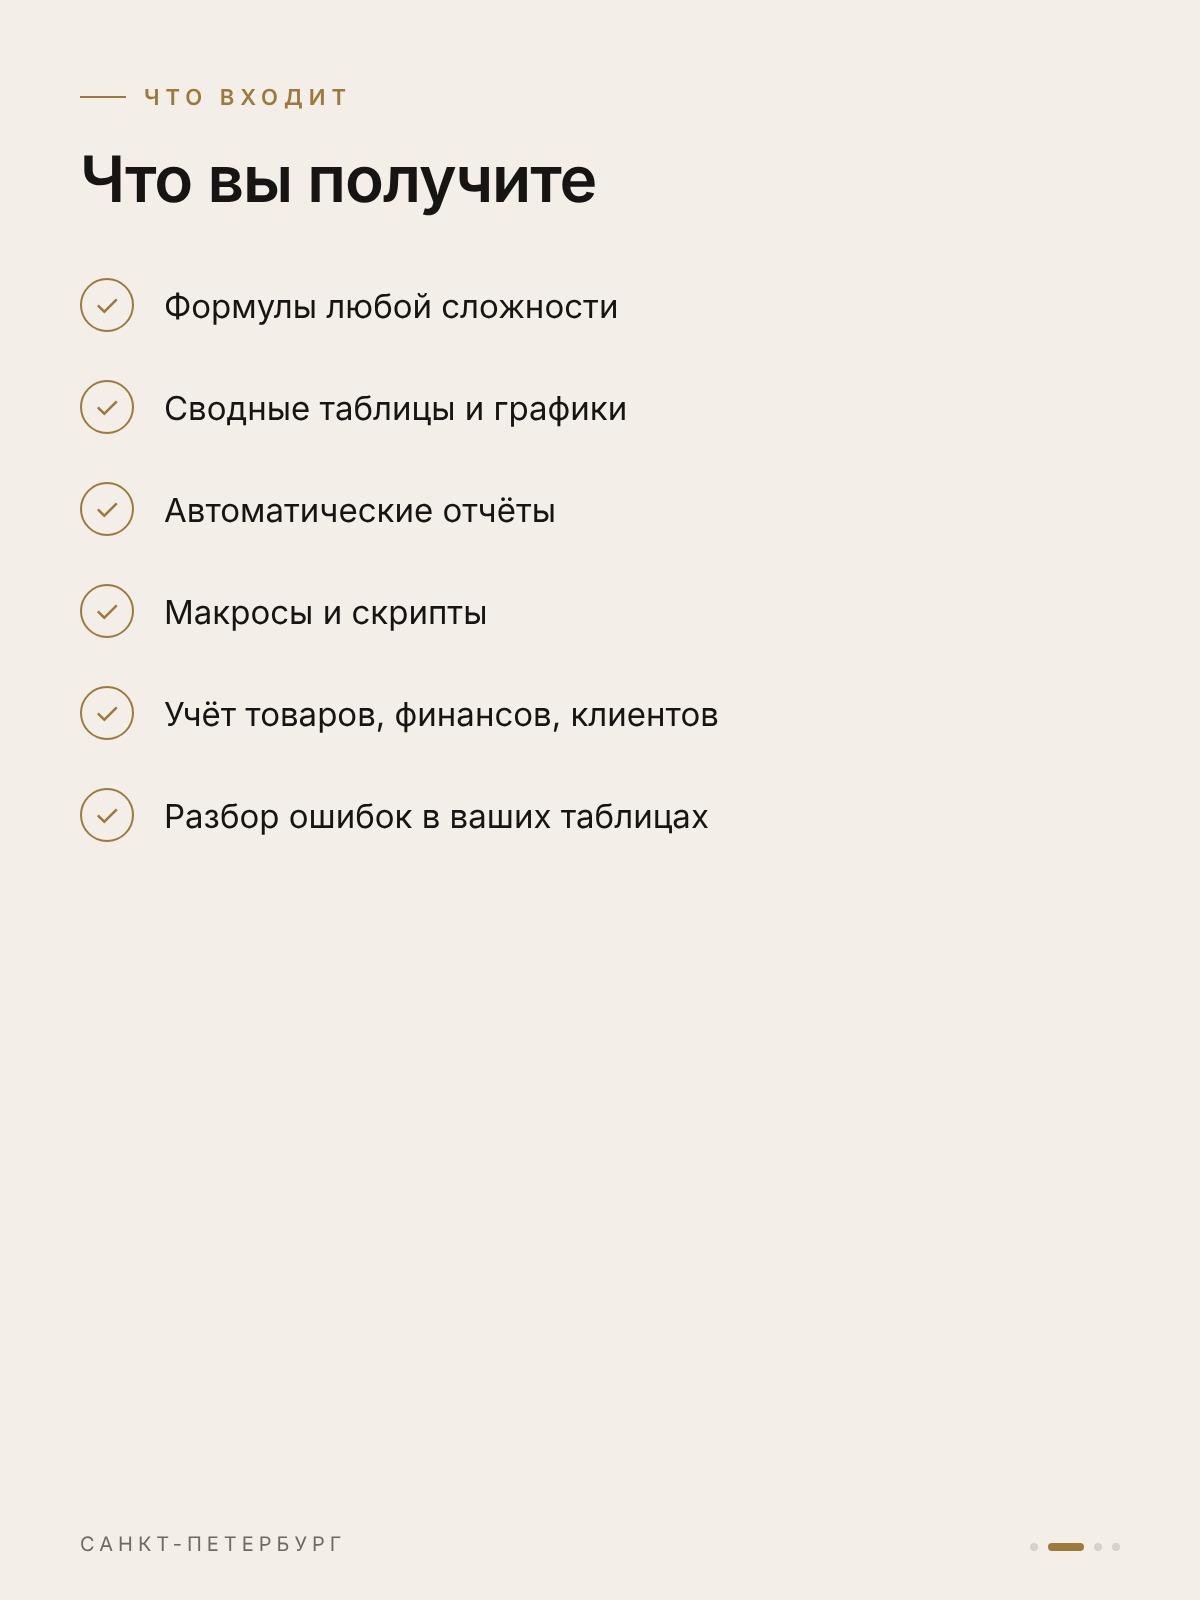 ЧТО ВХОДИТ
Что вы получите
Формулы любой сложности
Сводные таблицы и графики
Автоматические отчёты
Макросы и скрипты
Учёт товаров, финансов, клиентов
Разбор ошибок в ваших таблицах
САНКТ-ПЕТЕРБУРГ